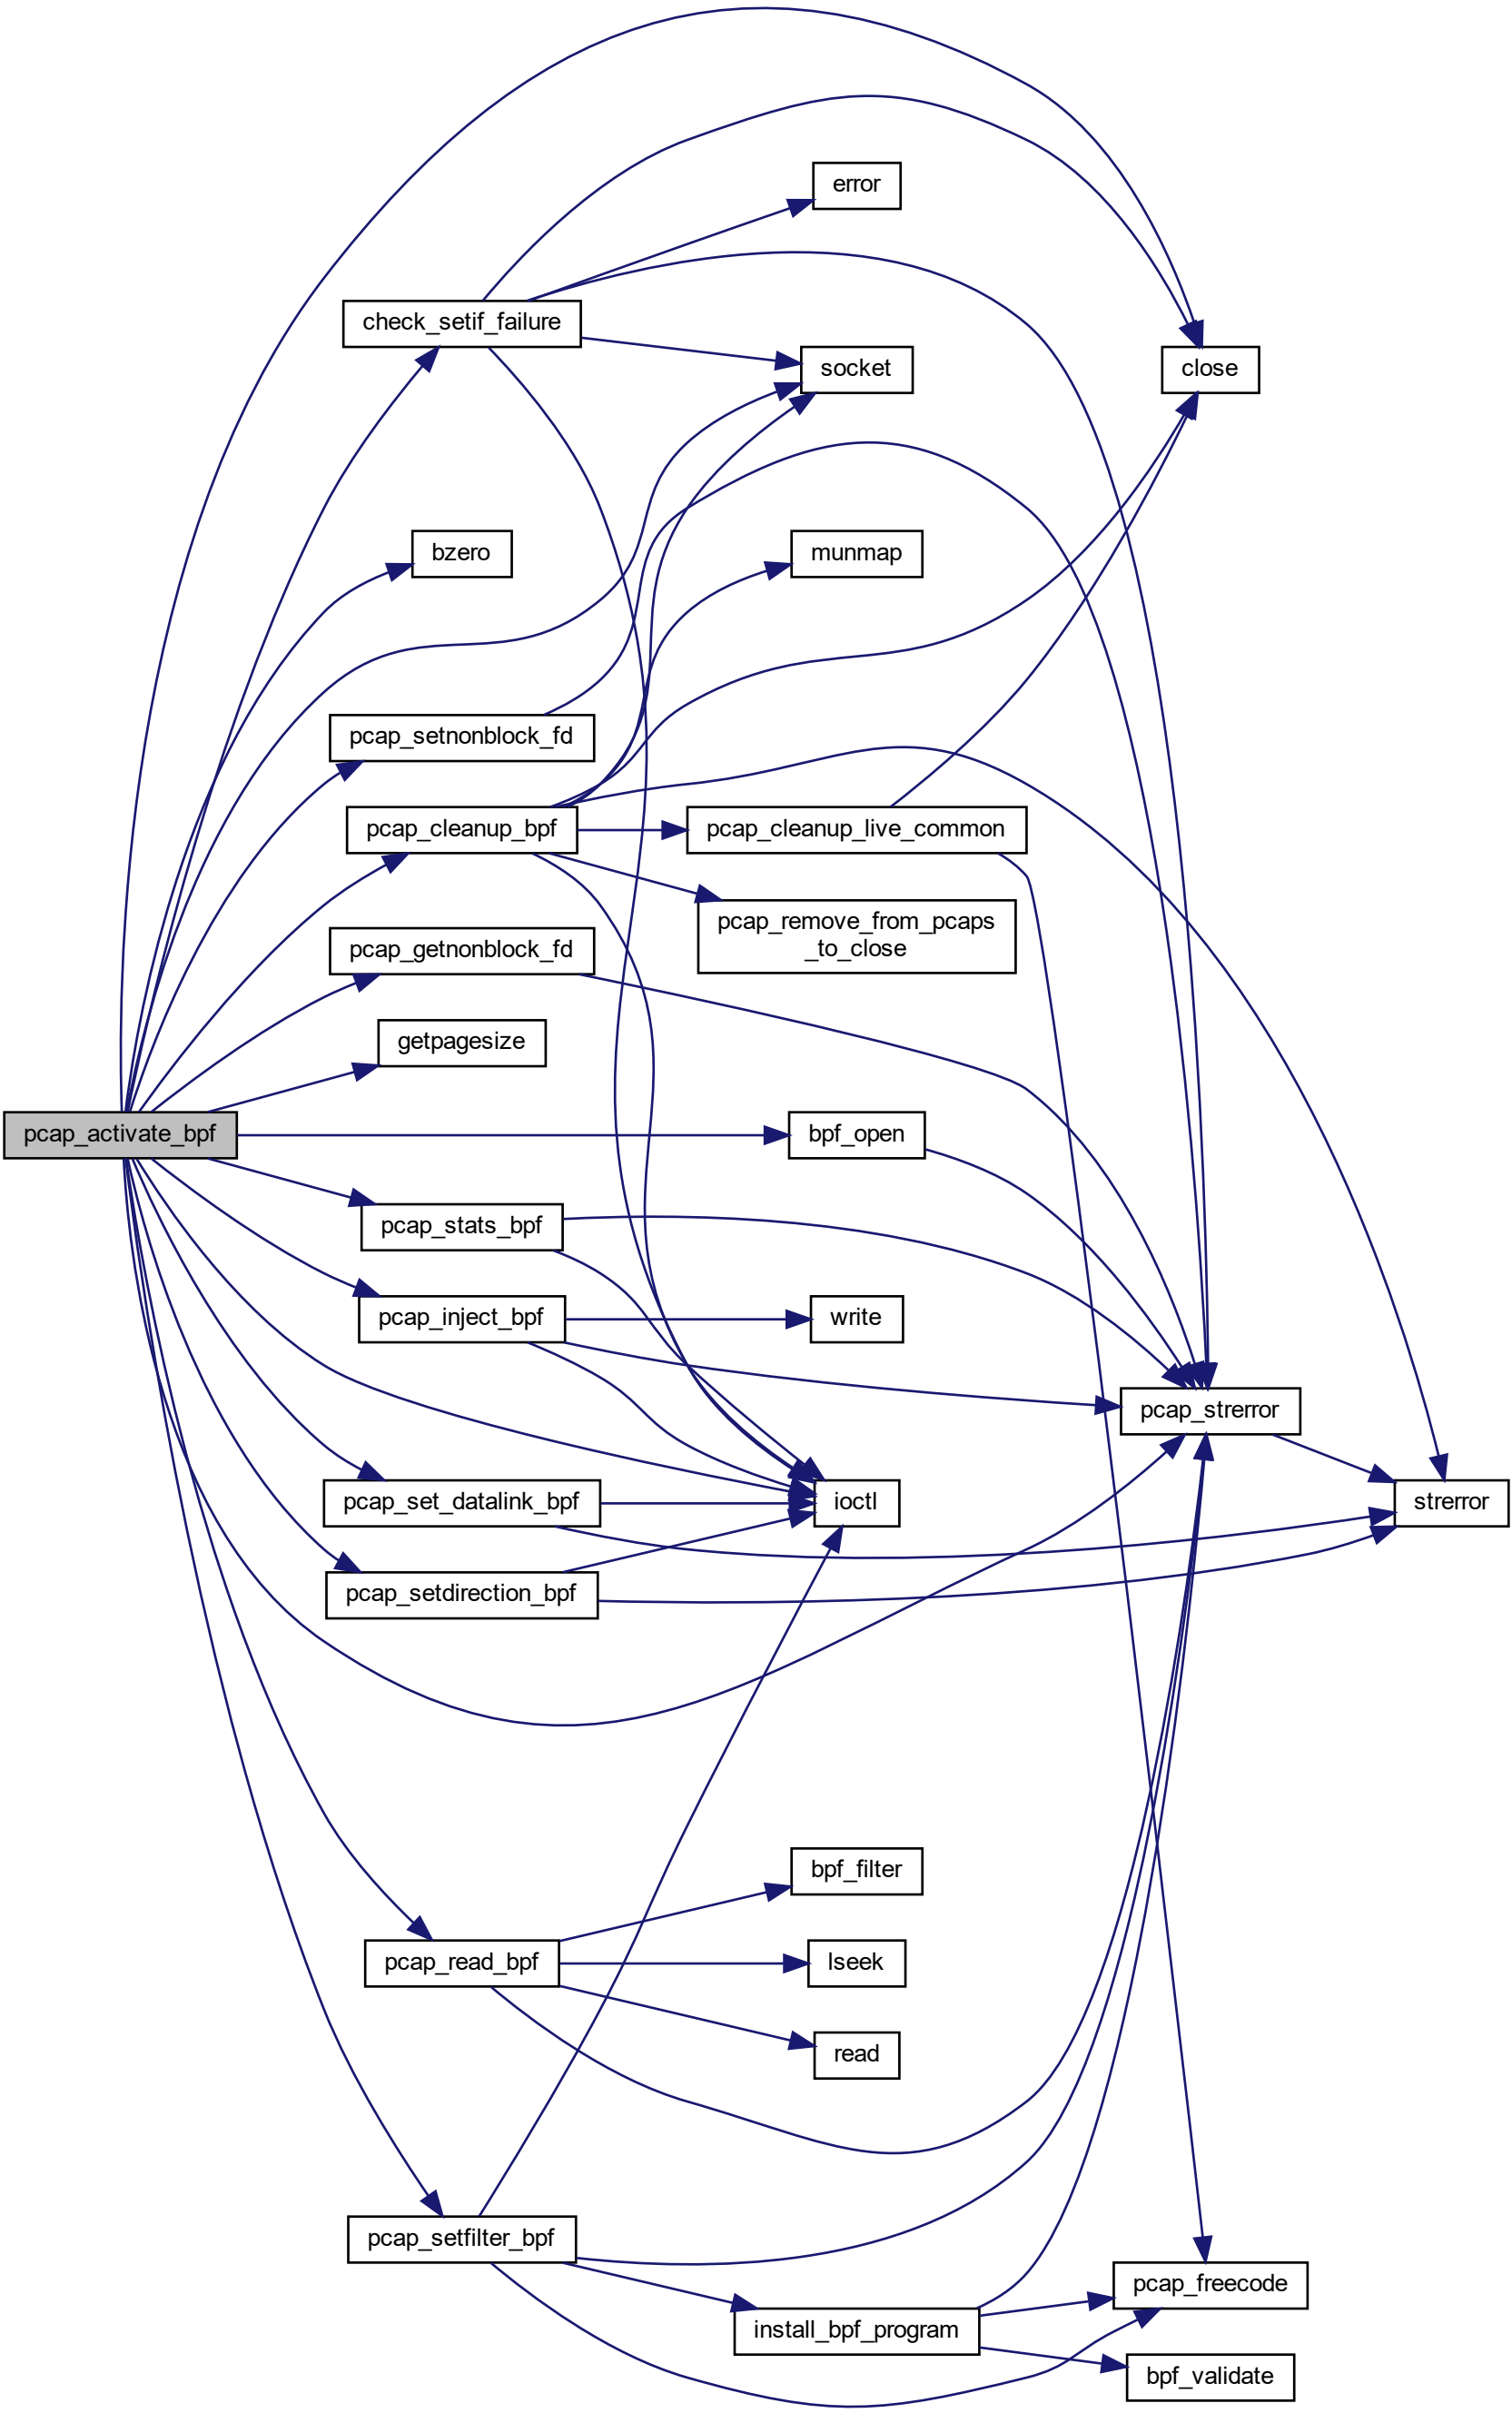 error
check_setif_failure
socket
close
bzero
munmap
pcap_setnonblock_fd
pcap_cleanup_bpf
pcap_cleanup_live_common
pcap_remove_from_pcaps
_to_close
pcap_getnonblock_fd
getpagesize
pcap_activate_bpf
bpf_open
pcap_stats_bpf
pcap_inject_bpf
write
pcap_strerror
pcap_set_datalink_bpf
ioctl
strerror
pcap_setdirection_bpf
bpf_filter
pcap_read_bpf
lseek
read
pcap_setfilter_bpf
pcap_freecode
install_bpf_program
bpf_validate